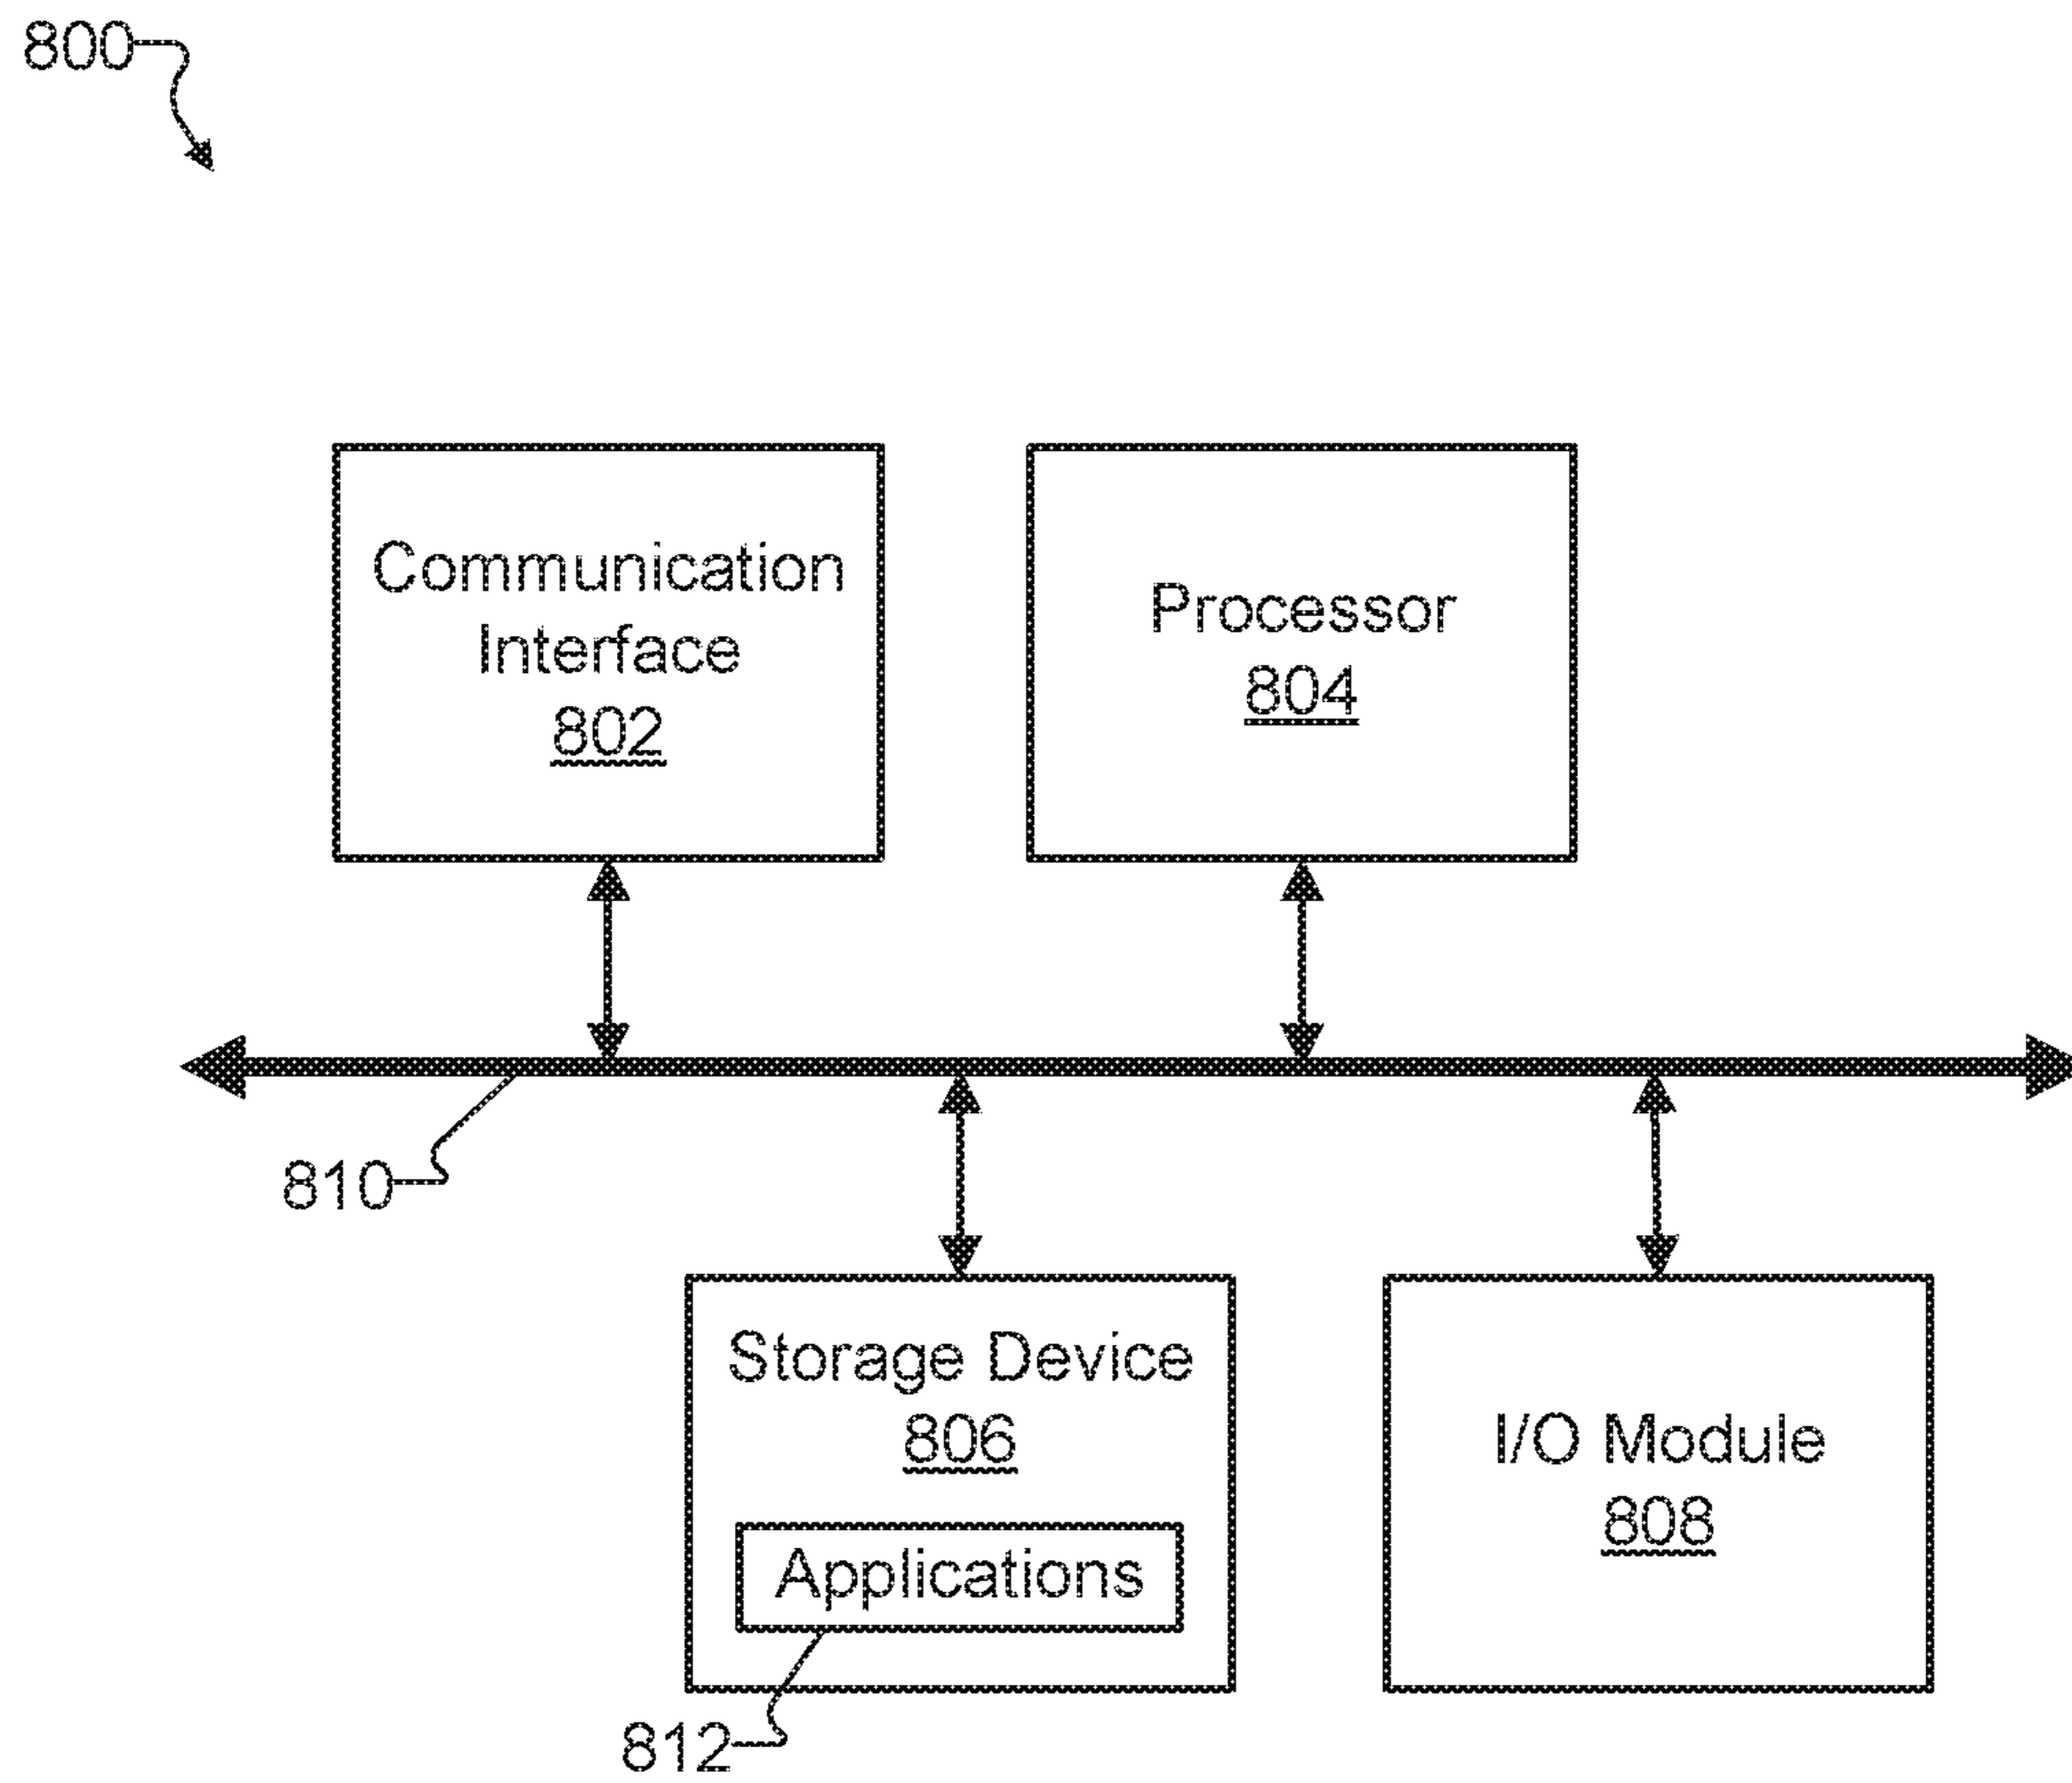 800
Communication
Interface
802
Processor
804
810
Storage Device
806
Applications
812
I/O Module
808